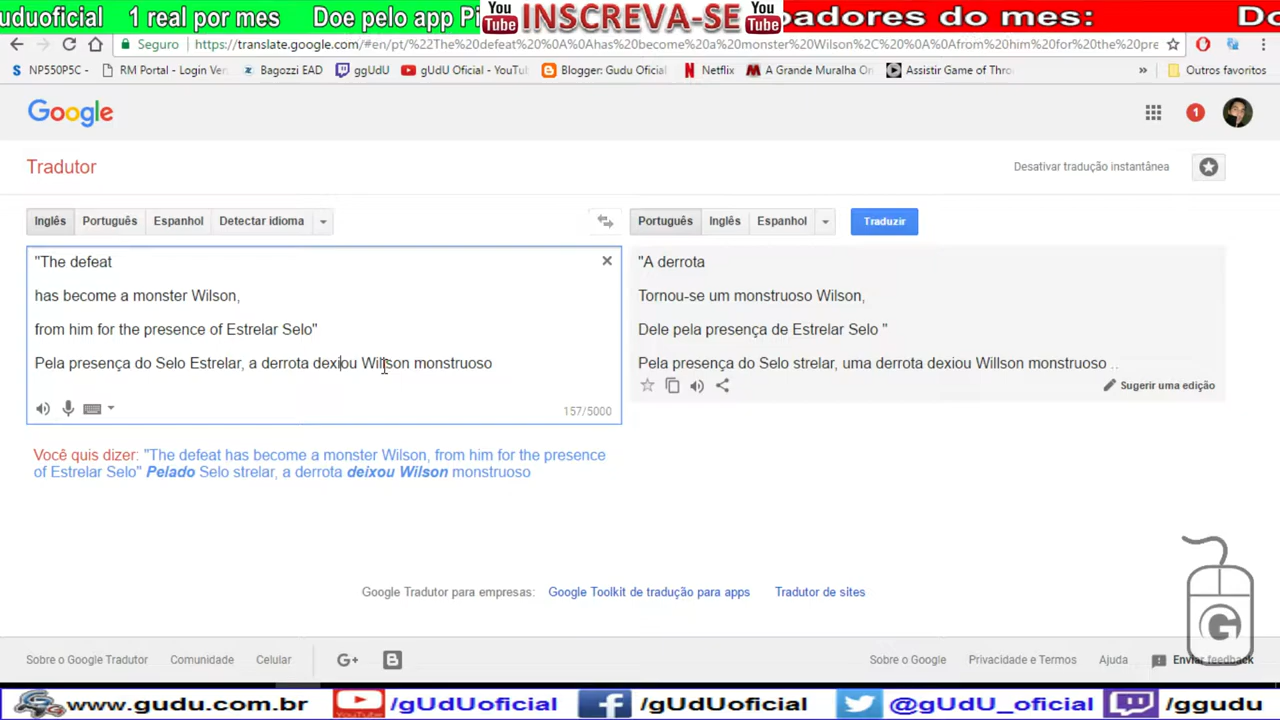 uduoficial 1 real por mes Doe pelo app Pi
You Tube INSCREVA-SE You Tube
padores do mes: Do
Seguro https://translate.google.com/#en/pt/%22The%20defeat%20%0A%0Ahas%20become%20a%20monster%20Wilson%2C%20%0A%0Afrom%20him%20for%20the%20pre
NP550P5C - RM Portal - Login Ver Bagozzi EAD ggUdU gUdU Oficial - YouTu Blogger: Gudu Oficial Netflix A Grande Muralha On Assistir Game of Thro » Outros favoritos
Google 1
Tradutor Desativar tradução instantânea
Inglês Português Espanhol Detectar idioma Português Inglês Espanhol Traduzir
"The defeat
has become a monster Wilson,
from him for the presence of Estrelar Selo"
Pela presença do Selo Estrelar, a derrota dexiou Willson monstruoso
157/5000
"A derrota
Tornou-se um monstruoso Wilson,
Dele pela presença de Estrelar Selo "
Pela presença do Selo strelar, uma derrota dexiou Willson monstruoso ..
Sugerir uma edição
Você quis dizer: "The defeat has become a monster Wilson, from him for the presence
of Estrelar Selo" Pelado Selo strelar, a derrota deixou Wilson monstruoso
Google Tradutor para empresas: Google Toolkit de tradução para apps Tradutor de sites
G
Sobre o Google Tradutor Comunidade Celular G+ Sobre o Google Privacidade e Termos Ajuda Enviar feedback
www.gudu.com.br YouTube /gUdUoficial /gUdUoficial @gUdU_oficial /ggudu